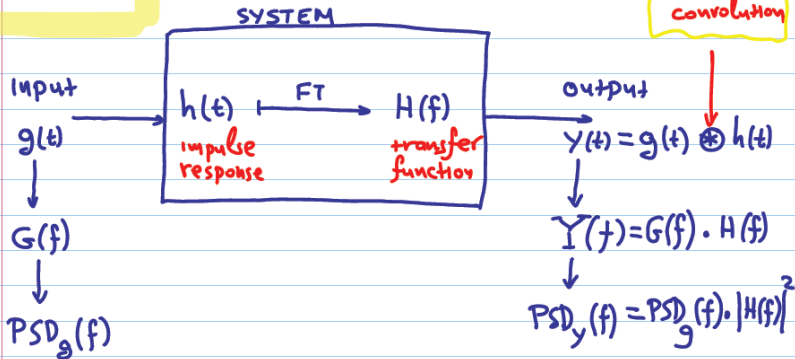 SYSTEM
convolution
input
g(t)
h(t)
FT
H(f)
impulse
response
transfer
function
output
y(t) = g(t) ⊛ h(t)
G(f)
Y(f) = G(f) . H(f)
PSD_g(f)
PSD_y(f) = PSD_g(f) . |H(f)|²